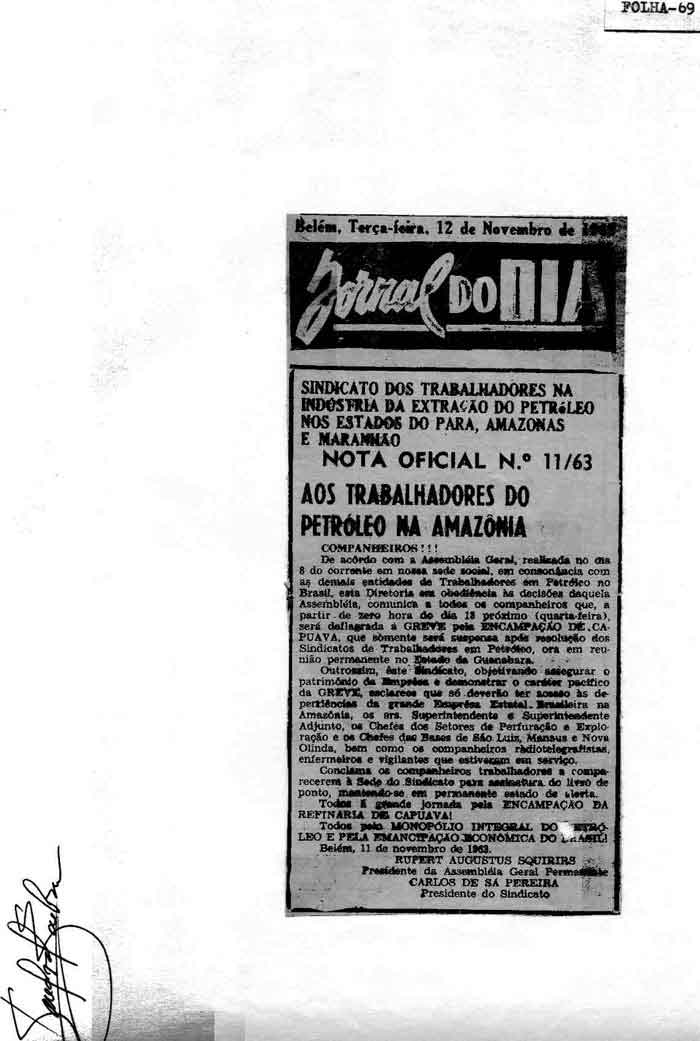 FOLHA-69
Belém, Terça-feira, 12 de Novembro de
Jornal DO DIA
SINDICATO DOS TRABALHADORES NA
INDÚSTRIA DA EXTRAÇÃO DO PETRÓLEO
NOS ESTADOS DO PARA, AMAZONAS
E MARANHÃO
NOTA OFICIAL N.º 11/63
AOS TRABALHADORES DO
PETRÓLEO NA AMAZÔNIA
COMPANHEIROS!!!
De acôrdo com a Assembléia Geral, realizada no dia
8 do corrente em nossa sede social, em consonância com
as demais entidades de Trabalhadores em Petróleo no
Brasil, esta Diretoria em obediência às decisões daquela
Assembléia, comunica a todos os companheiros que, a
partir de zero hora do dia 13 próximo (quarta-feira),
será deflagrada a GREVE pela ENCAMPAÇÃO DE CA-
PUAVA, que sòmente será suspensa após resolução dos
Sindicatos de Trabalhadores em Petróleo, ora em reu-
nião permanente no Estado da Guanabara.
Outrossim, êste Sindicato, objetivando assegurar o
patrimônio da Emprêsa e demonstrar o caráter pacífico
da GREVE, esclarece que só deverão ter acesso às de-
pendências da grande Emprêsa Estatal Brasileira na
Amazônia, os srs. Superintendente e Superintendente
Adjunto, os Chefes dos Setores de Perfuração e Explo-
ração e os Chefes das Bases de São Luiz, Manaus e Nova
Olinda, bem como os companheiros rádiotelegrafistas,
enfermeiros e vigilantes que estiverem em serviço.
Conclama os companheiros trabalhadores a compa-
recerem à Sede do Sindicato para assinatura do livro de
ponto, mantendo-se em permanente estado de alerta.
Todos à grande jornada pela ENCAMPAÇÃO DA
REFINARIA DE CAPUAVA!
Todos pelo MONOPÓLIO INTEGRAL DO PETRÓ-
LEO E PELA EMANCIPAÇÃO ECONÔMICA DO BRASIL!
Belém, 11 de novembro de 1963.
RUPERT AUGUSTUS SQUIRES
Presidente da Assembléia Geral Permanente
CARLOS DE SÁ PEREIRA
Presidente do Sindicato